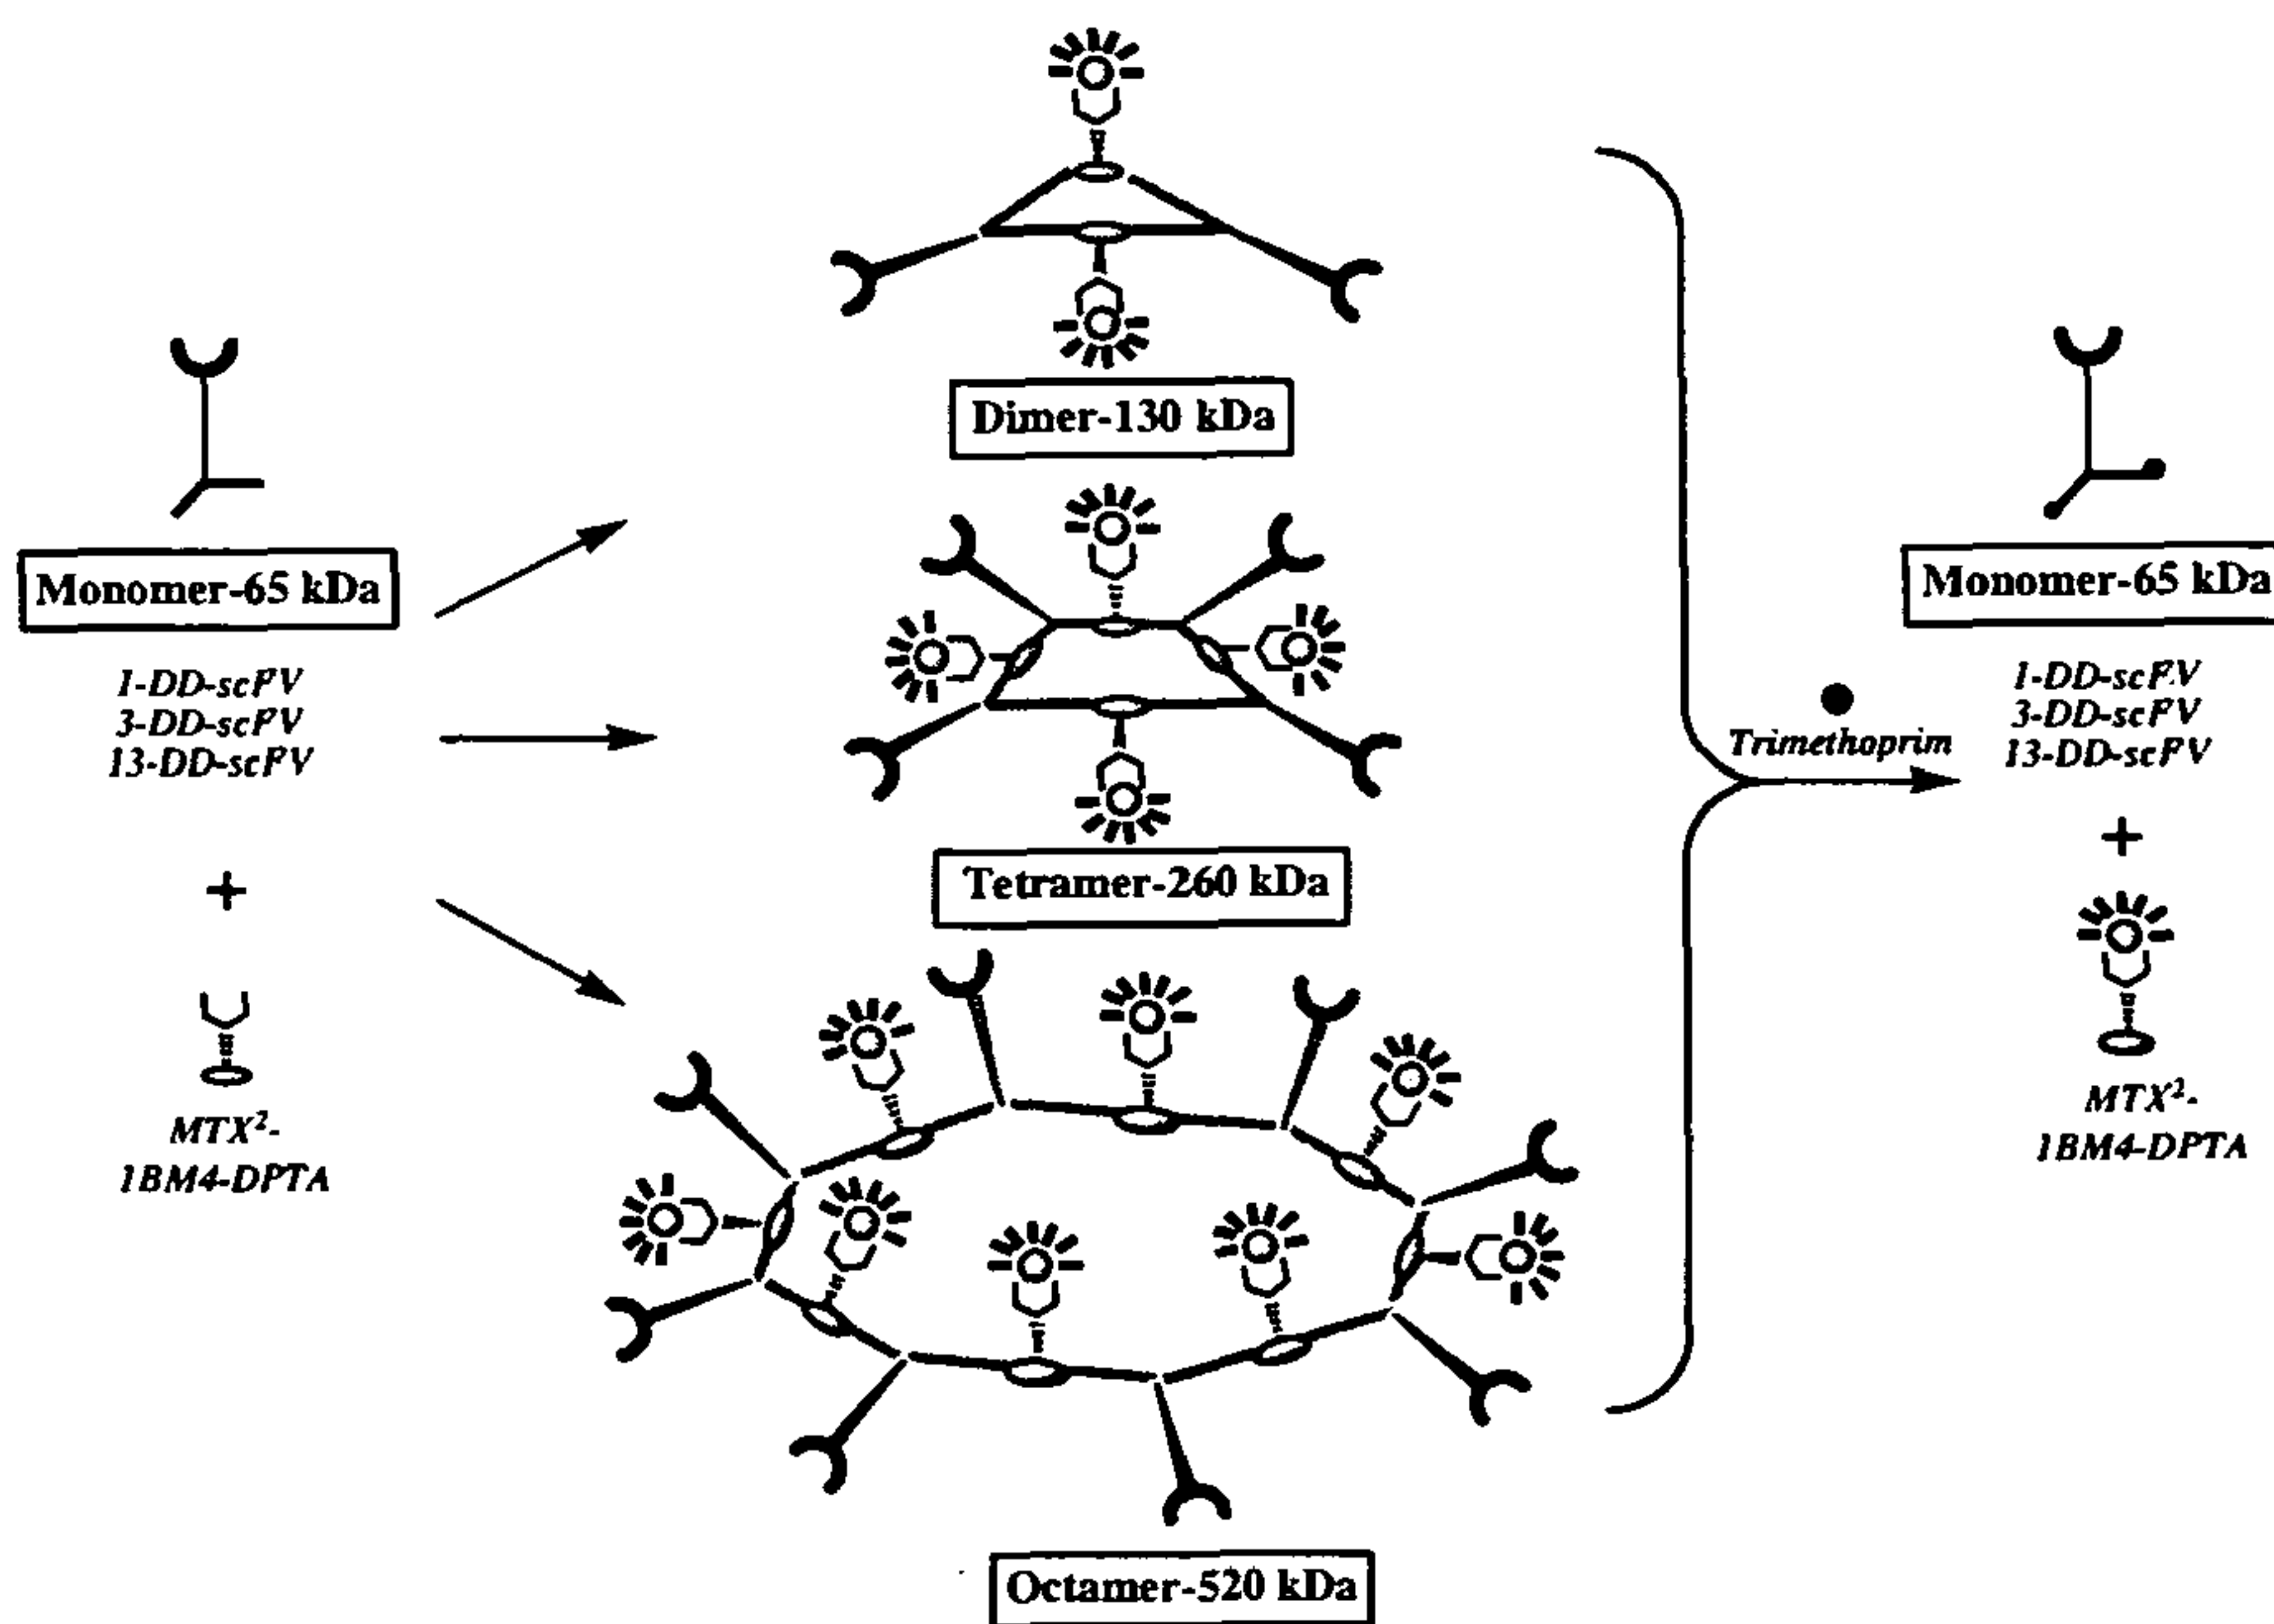 Monomer-65 kDa
1-DD-scFV
3-DD-scFV
13-DD-scFV
+
MTX²-
1BM4-DPTA
Dimer-130 kDa
Tetramer-260 kDa
Octamer-520 kDa
Trimethoprim
Monomer-65 kDa
1-DD-scFV
3-DD-scFV
13-DD-scFV
+
MTX²-
1BM4-DPTA